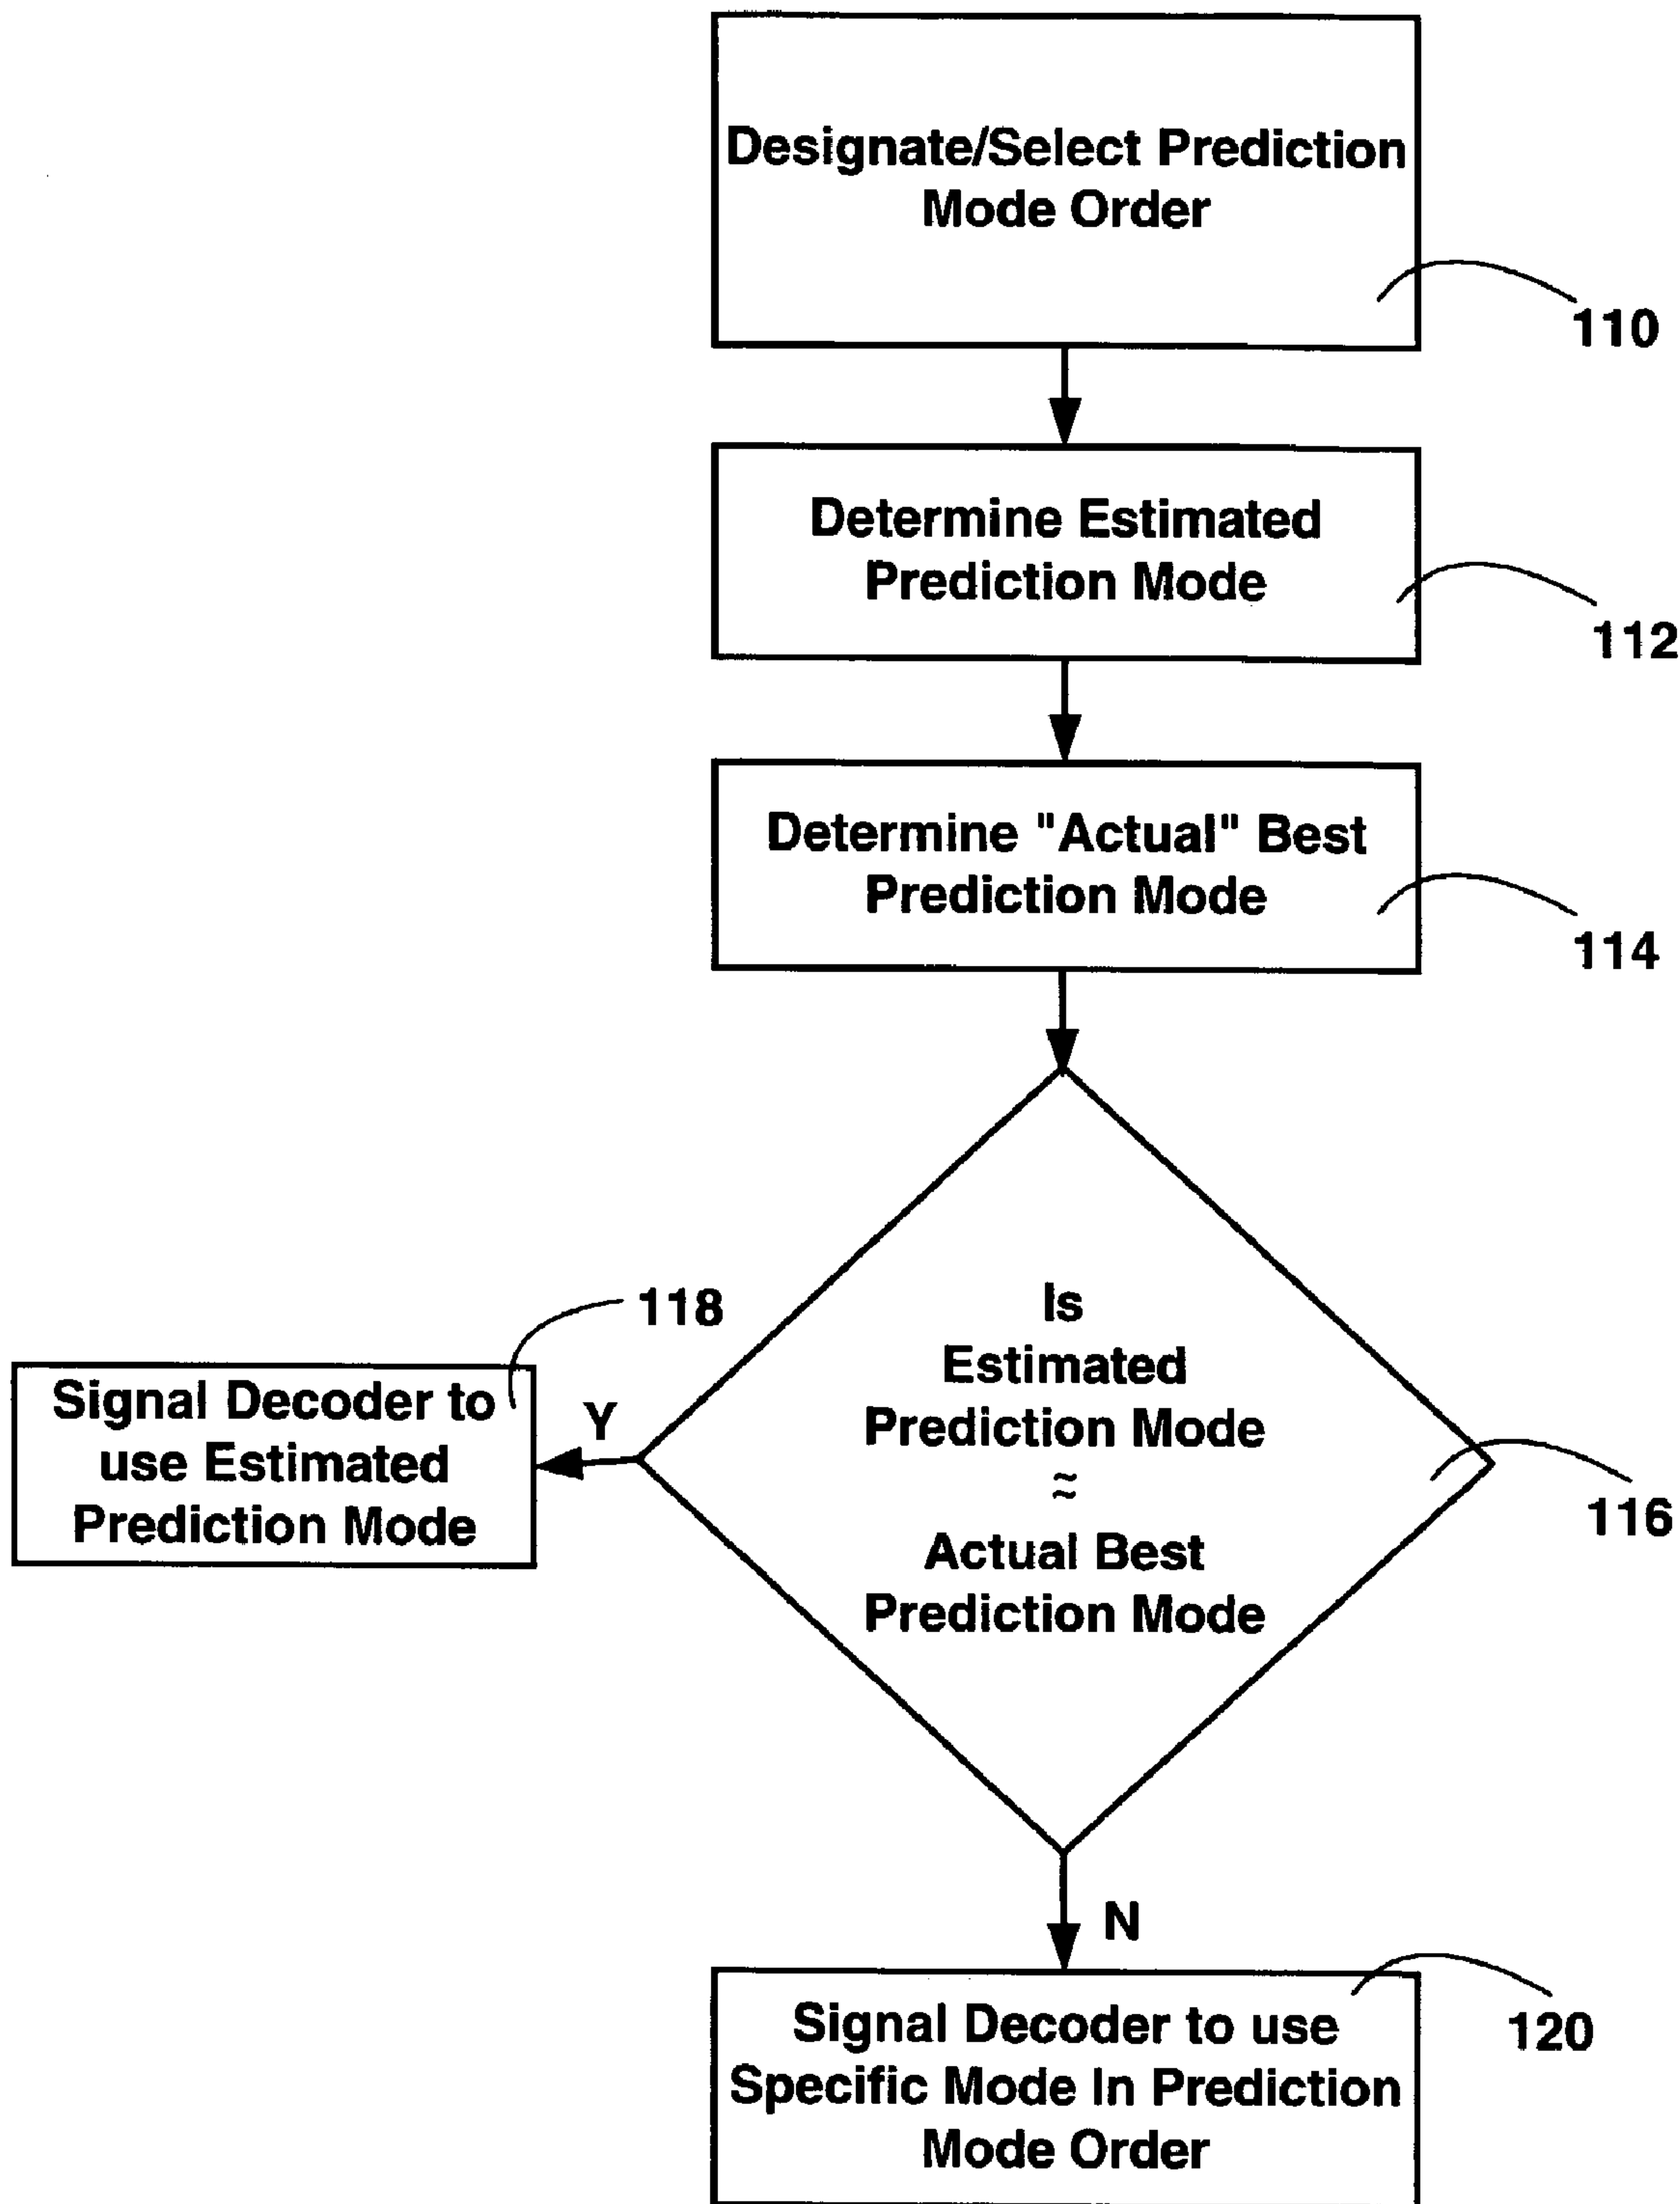 Designate/Select Prediction
Mode Order
110
Determine Estimated
Prediction Mode
112
Determine "Actual" Best
Prediction Mode
114
Is
Estimated
Prediction Mode
≈
Actual Best
Prediction Mode
116
118
Y
Signal Decoder to
use Estimated
Prediction Mode
N
Signal Decoder to use
Specific Mode In Prediction
Mode Order
120